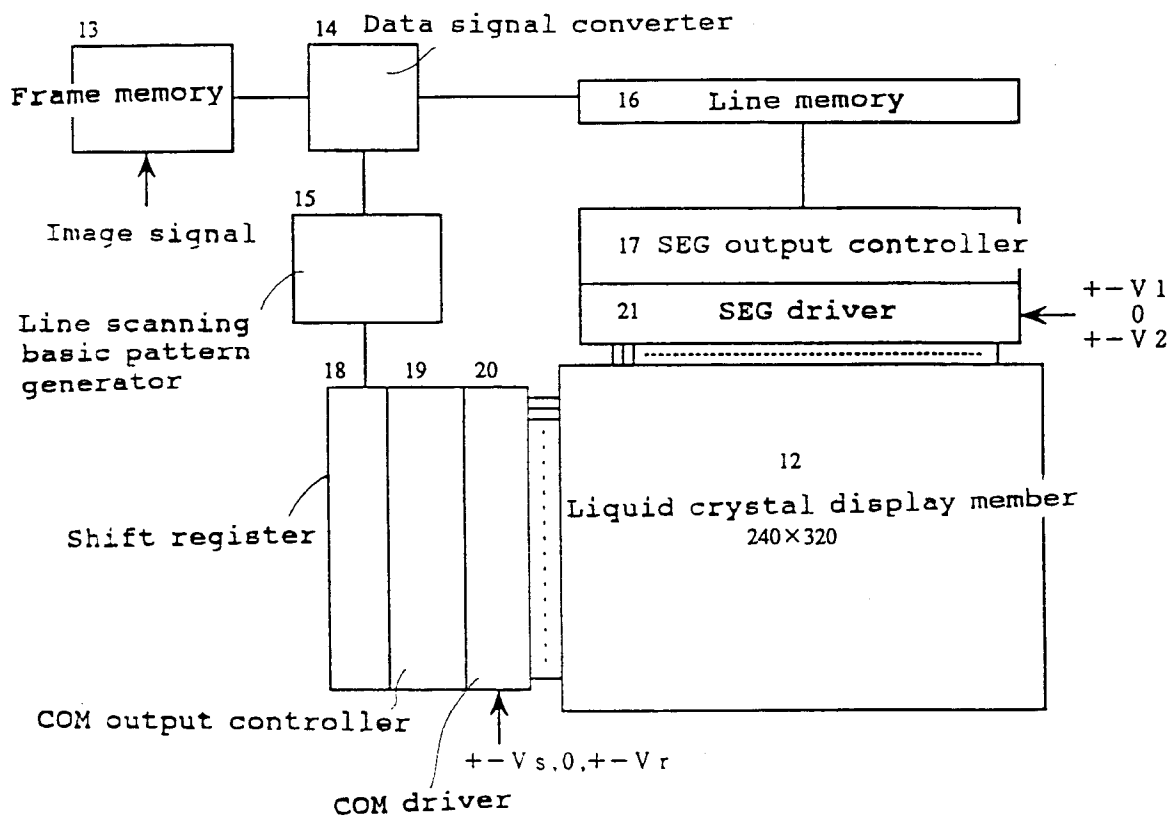 13
14
Data signal converter
Frame memory
16 Line memory
15
Image signal
17 SEG output controller
Line scanning
basic pattern
generator
21 SEG driver
+-V1
0
+-V2
18 19 20
12
Liquid crystal display member
240×320
Shift register
COM output controller
+-Vs,0,+-Vr
COM driver